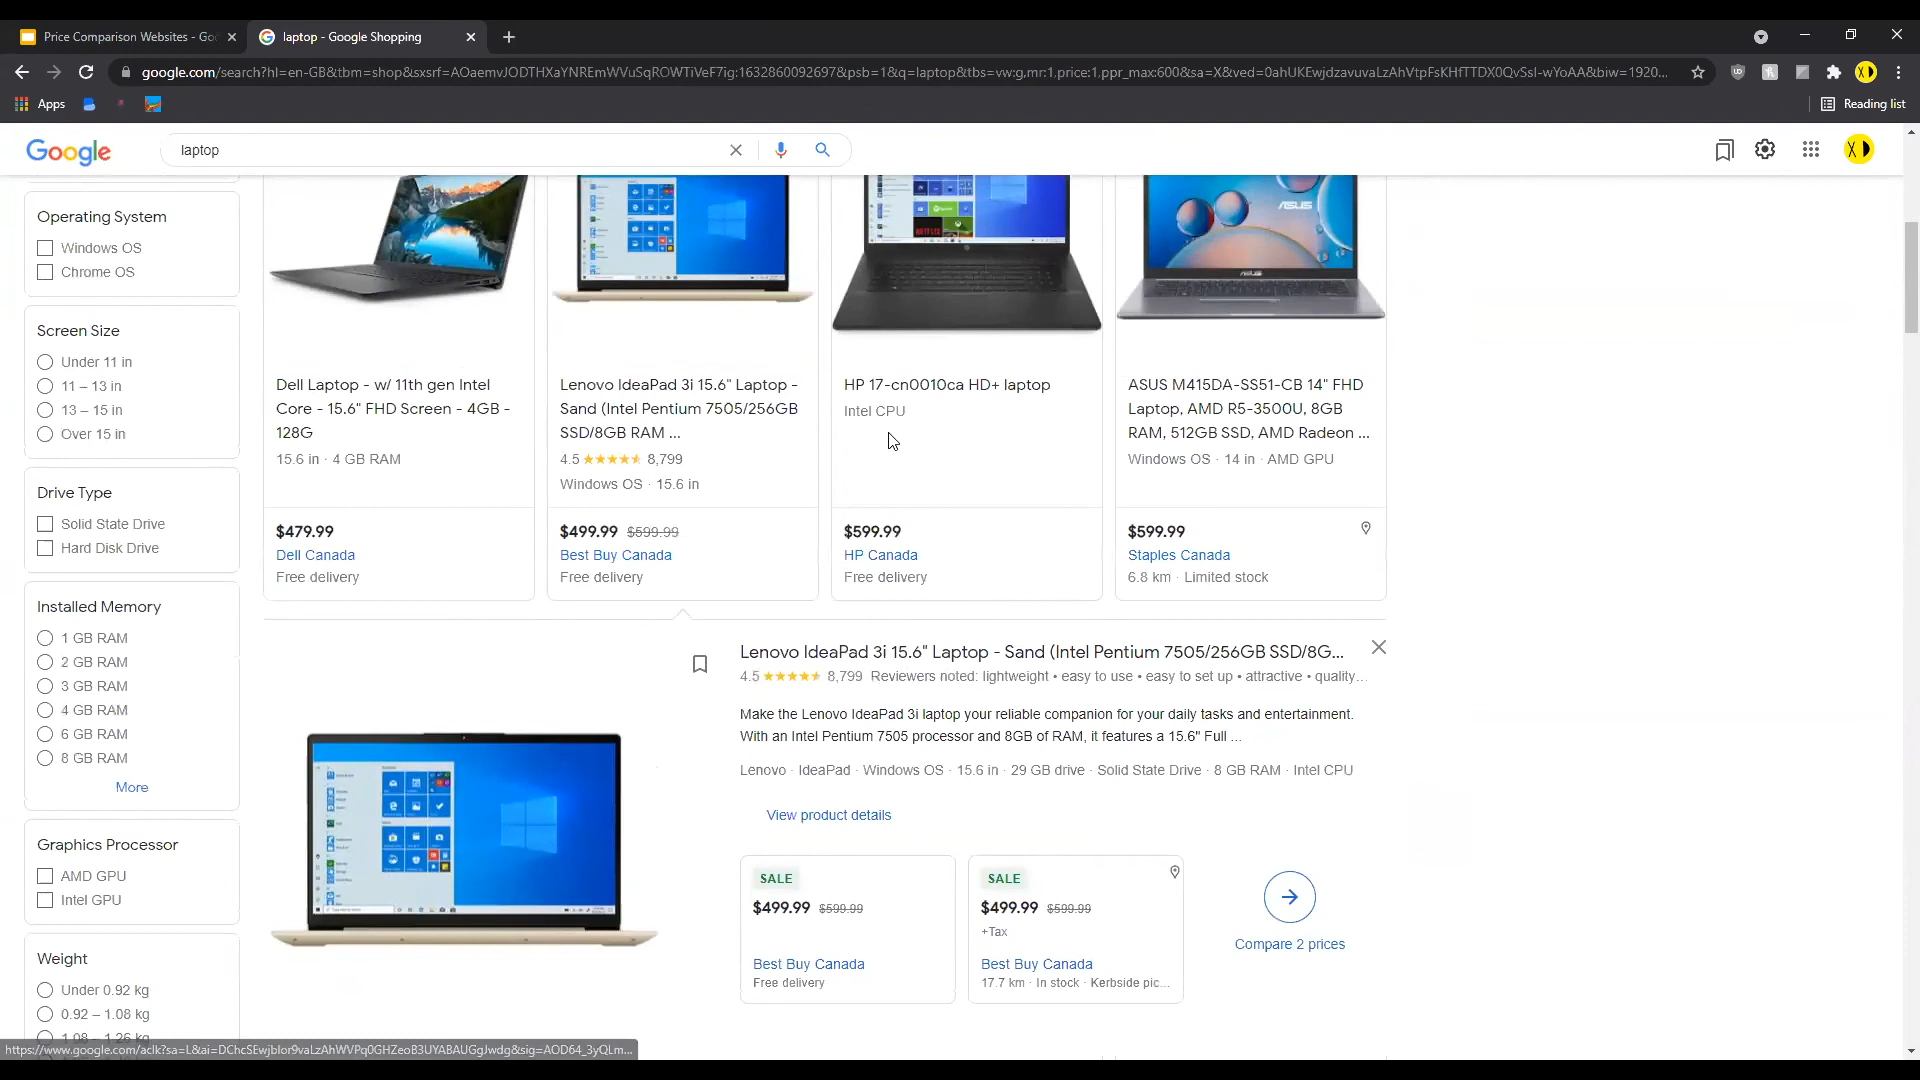 Price Comparison Websites - Go
laptop - Google Shopping
google.com/search?hl=en-GB&tbm=shop&sxsrf=AOaemvJODTHXaYNREmWVuSqROWTiVeF7ig:1632860092697&psb=1&q=laptop&tbs=vw:g,mr:1,price:1,ppr_max:600&sa=X&ved=0ahUKEwjdzavuvaLzAhVtpFsKHfTTDX0QvSsI-wYoAA&biw=1920...
Apps
Reading list
Google
laptop
XD
Operating System
Windows OS
Chrome OS
Screen Size
Under 11 in
11 – 13 in
13 – 15 in
Over 15 in
Drive Type
Solid State Drive
Hard Disk Drive
Installed Memory
1 GB RAM
2 GB RAM
3 GB RAM
4 GB RAM
6 GB RAM
8 GB RAM
More
Graphics Processor
AMD GPU
Intel GPU
Weight
Under 0.92 kg
0.92 – 1.08 kg
1.08 – 1.26 kg
Dell Laptop - w/ 11th gen Intel
Core - 15.6" FHD Screen - 4GB -
128G
15.6 in · 4 GB RAM
$479.99
Dell Canada
Free delivery
Lenovo IdeaPad 3i 15.6" Laptop -
Sand (Intel Pentium 7505/256GB
SSD/8GB RAM ...
4.5 ★★★★★ 8,799
Windows OS · 15.6 in
$499.99 $599.99
Best Buy Canada
Free delivery
NETFLIX
HP 17-cn0010ca HD+ laptop
Intel CPU
$599.99
HP Canada
Free delivery
ASUS
ASUS
ASUS M415DA-SS51-CB 14" FHD
Laptop, AMD R5-3500U, 8GB
RAM, 512GB SSD, AMD Radeon ...
Windows OS · 14 in · AMD GPU
$599.99
Staples Canada
6.8 km · Limited stock
Lenovo IdeaPad 3i 15.6" Laptop - Sand (Intel Pentium 7505/256GB SSD/8G...
4.5 ★★★★★ 8,799 Reviewers noted: lightweight • easy to use • easy to set up • attractive • quality...
Make the Lenovo IdeaPad 3i laptop your reliable companion for your daily tasks and entertainment.
With an Intel Pentium 7505 processor and 8GB of RAM, it features a 15.6" Full ...
Lenovo · IdeaPad · Windows OS · 15.6 in · 29 GB drive · Solid State Drive · 8 GB RAM · Intel CPU
View product details
SALE
$499.99 $599.99
Best Buy Canada
Free delivery
SALE
$499.99 $599.99
+Tax
Best Buy Canada
17.7 km · In stock · Kerbside pic...
Compare 2 prices
https://www.google.com/aclk?sa=L&ai=DChcSEwjblor9vaLzAhWVPq0GHZeoB3UYABAUGgJwdg&sig=AOD64_3yQLm...